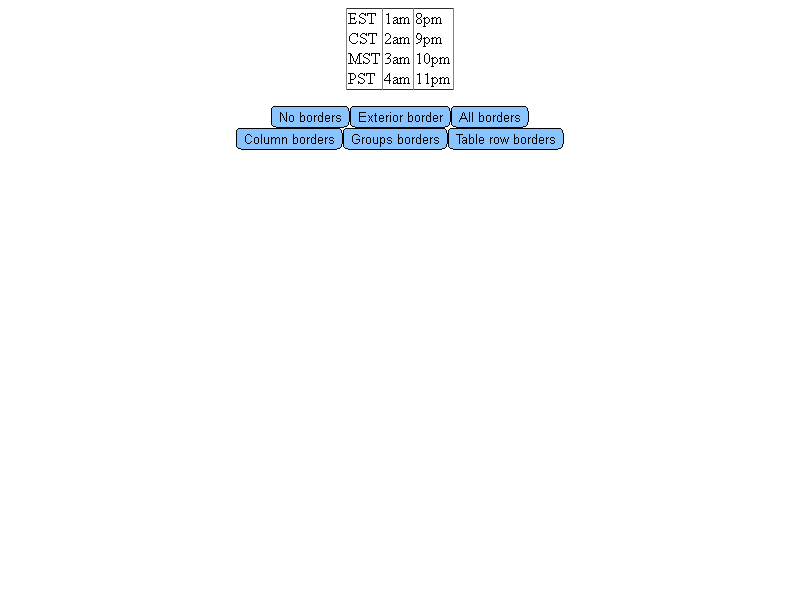 EST 1am 8pm
CST 2am 9pm
MST 3am 10pm
PST 4am 11pm
No borders Exterior border All borders
Column borders Groups borders Table row borders